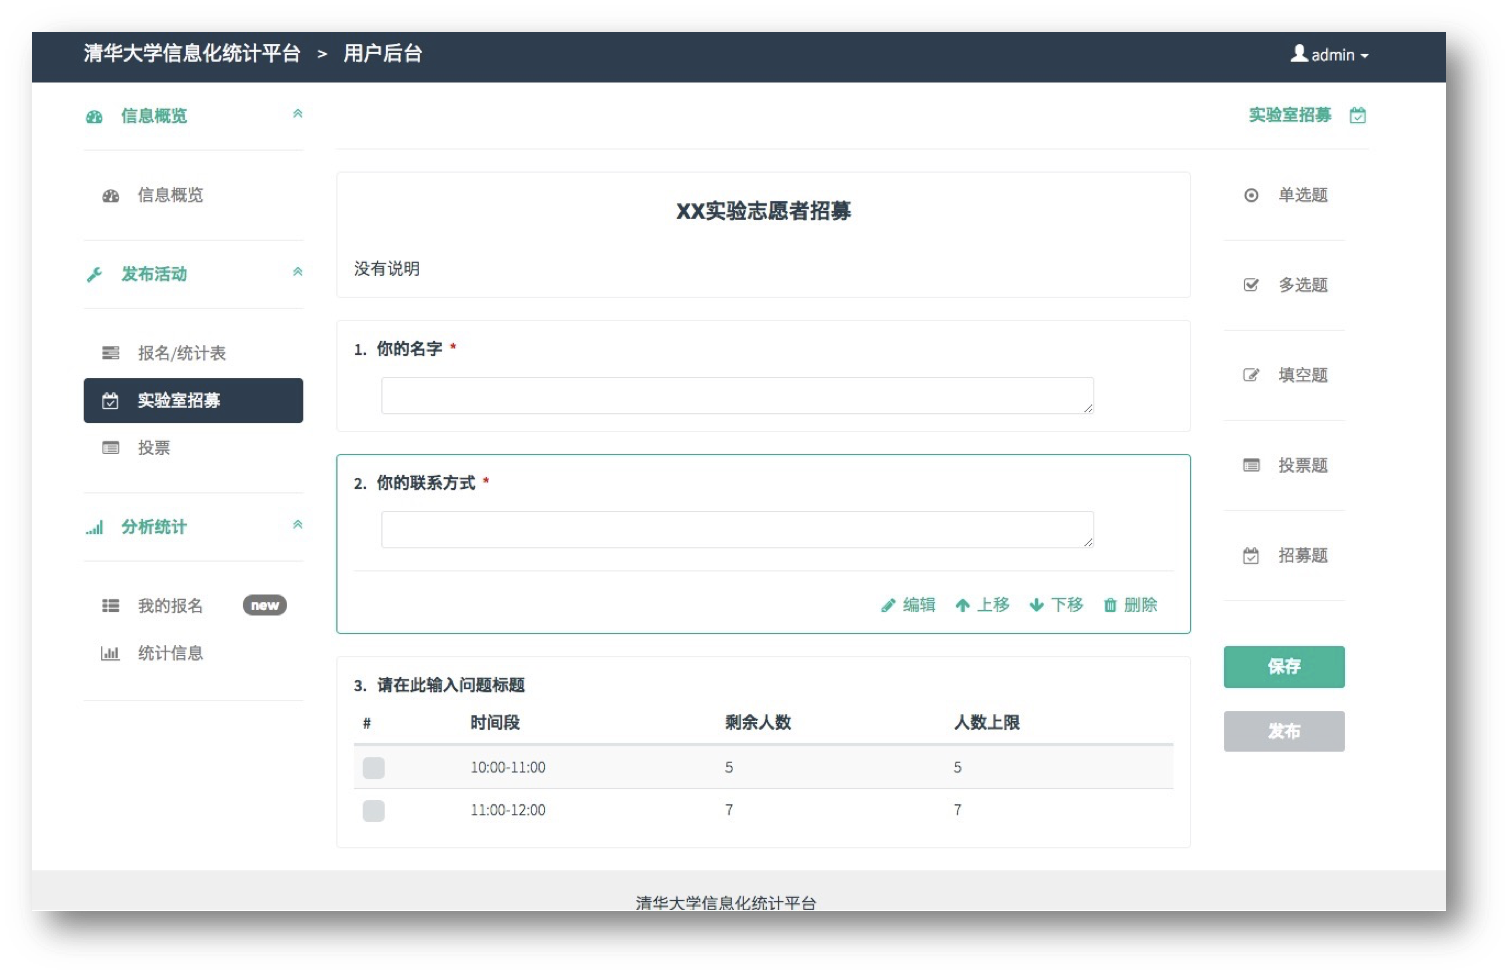 清华大学信息化统计平台 > 用户后台
admin
信息概览
信息概览
发布活动
报名/统计表
实验室招募
投票
分析统计
我的报名 new
统计信息
实验室招募
XX实验志愿者招募
没有说明
1. 你的名字 *
2. 你的联系方式 *
编辑 上移 下移 删除
3. 请在此输入问题标题
# 时间段 剩余人数 人数上限
10:00-11:00 5 5
11:00-12:00 7 7
单选题
多选题
填空题
投票题
招募题
保存
发布
清华大学信息化统计平台